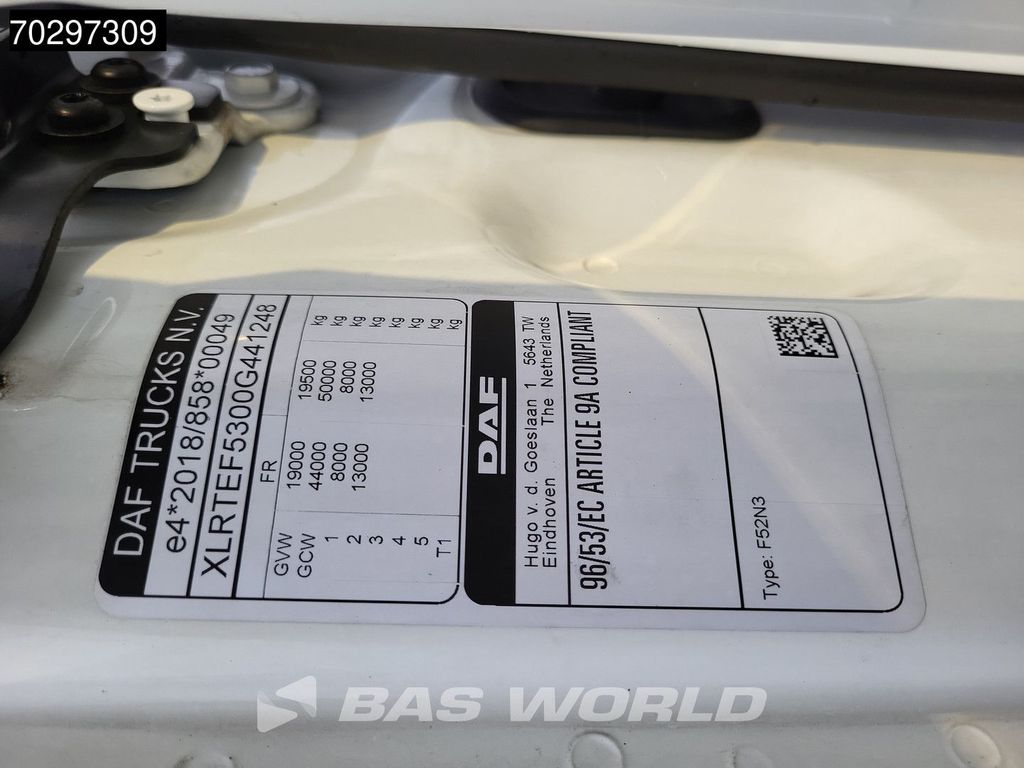 70297309
DAF TRUCKS N.V.
e4*2018/858*00049
XLRTEF5300G441248
FR
GVW 19000 19500 kg
GCW 44000 50000 kg
1 8000 8000 kg
2 13000 13000 kg
3 kg
4 kg
5 kg
T1 kg
DAF
Hugo v. d. Goeslaan 1 5643 TW
Eindhoven The Netherlands
96/53/EC ARTICLE 9A COMPLIANT
Type: F52N3
BAS WORLD